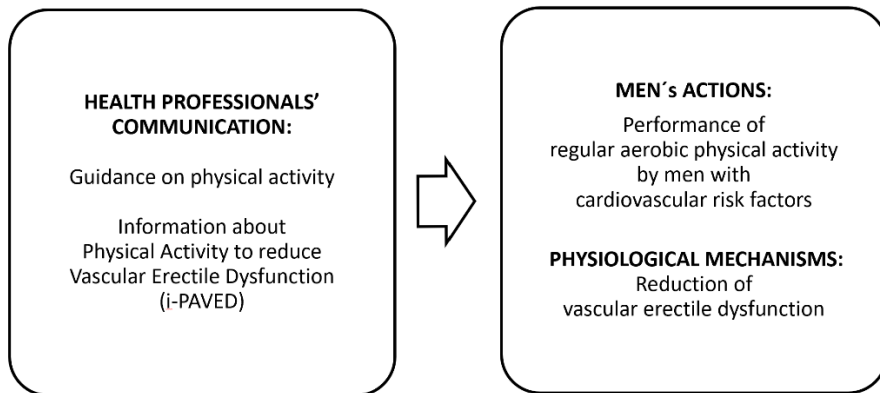 HEALTH PROFESSIONALS’
COMMUNICATION:
Guidance on physical activity
Information about
Physical Activity to reduce
Vascular Erectile Dysfunction
(i-PAVED)
MEN´s ACTIONS:
Performance of
regular aerobic physical activity
by men with
cardiovascular risk factors
PHYSIOLOGICAL MECHANISMS:
Reduction of
vascular erectile dysfunction